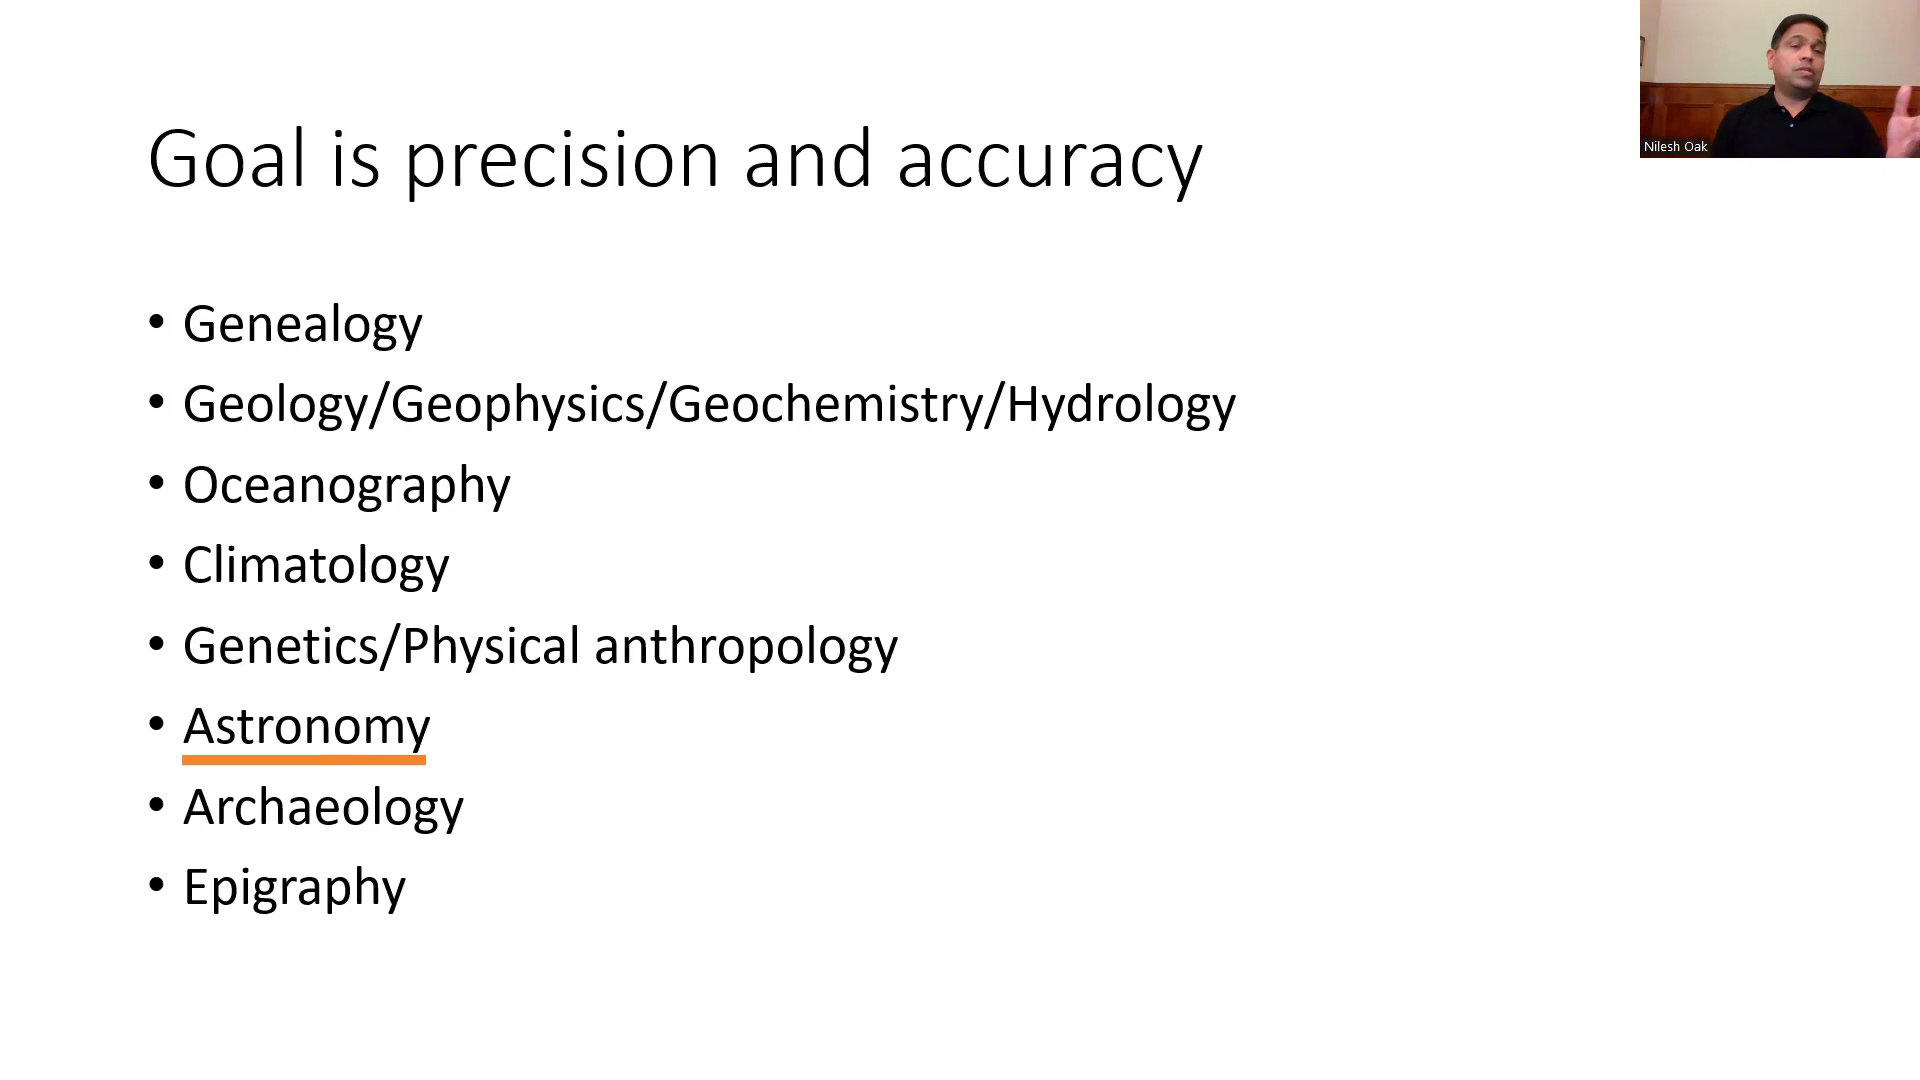 Goal is precision and accuracy
• Genealogy
• Geology/Geophysics/Geochemistry/Hydrology
• Oceanography
• Climatology
• Genetics/Physical anthropology
• Astronomy
• Archaeology
• Epigraphy
Nilesh Oak